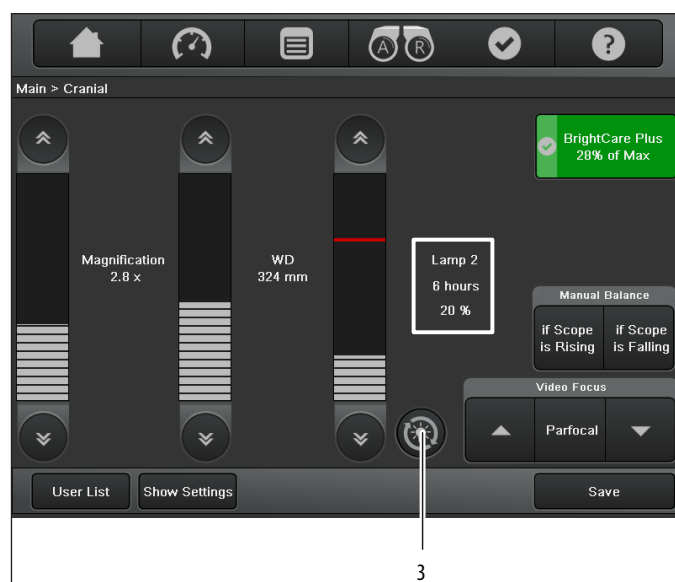 A R
?
Main > Cranial
BrightCare Plus
28% of Max
Magnification
2.8 x
WD
324 mm
Lamp 2
6 hours
20 %
Manual Balance
if Scope
is Rising
if Scope
is Falling
Video Focus
Parfocal
User List
Show Settings
Save
3